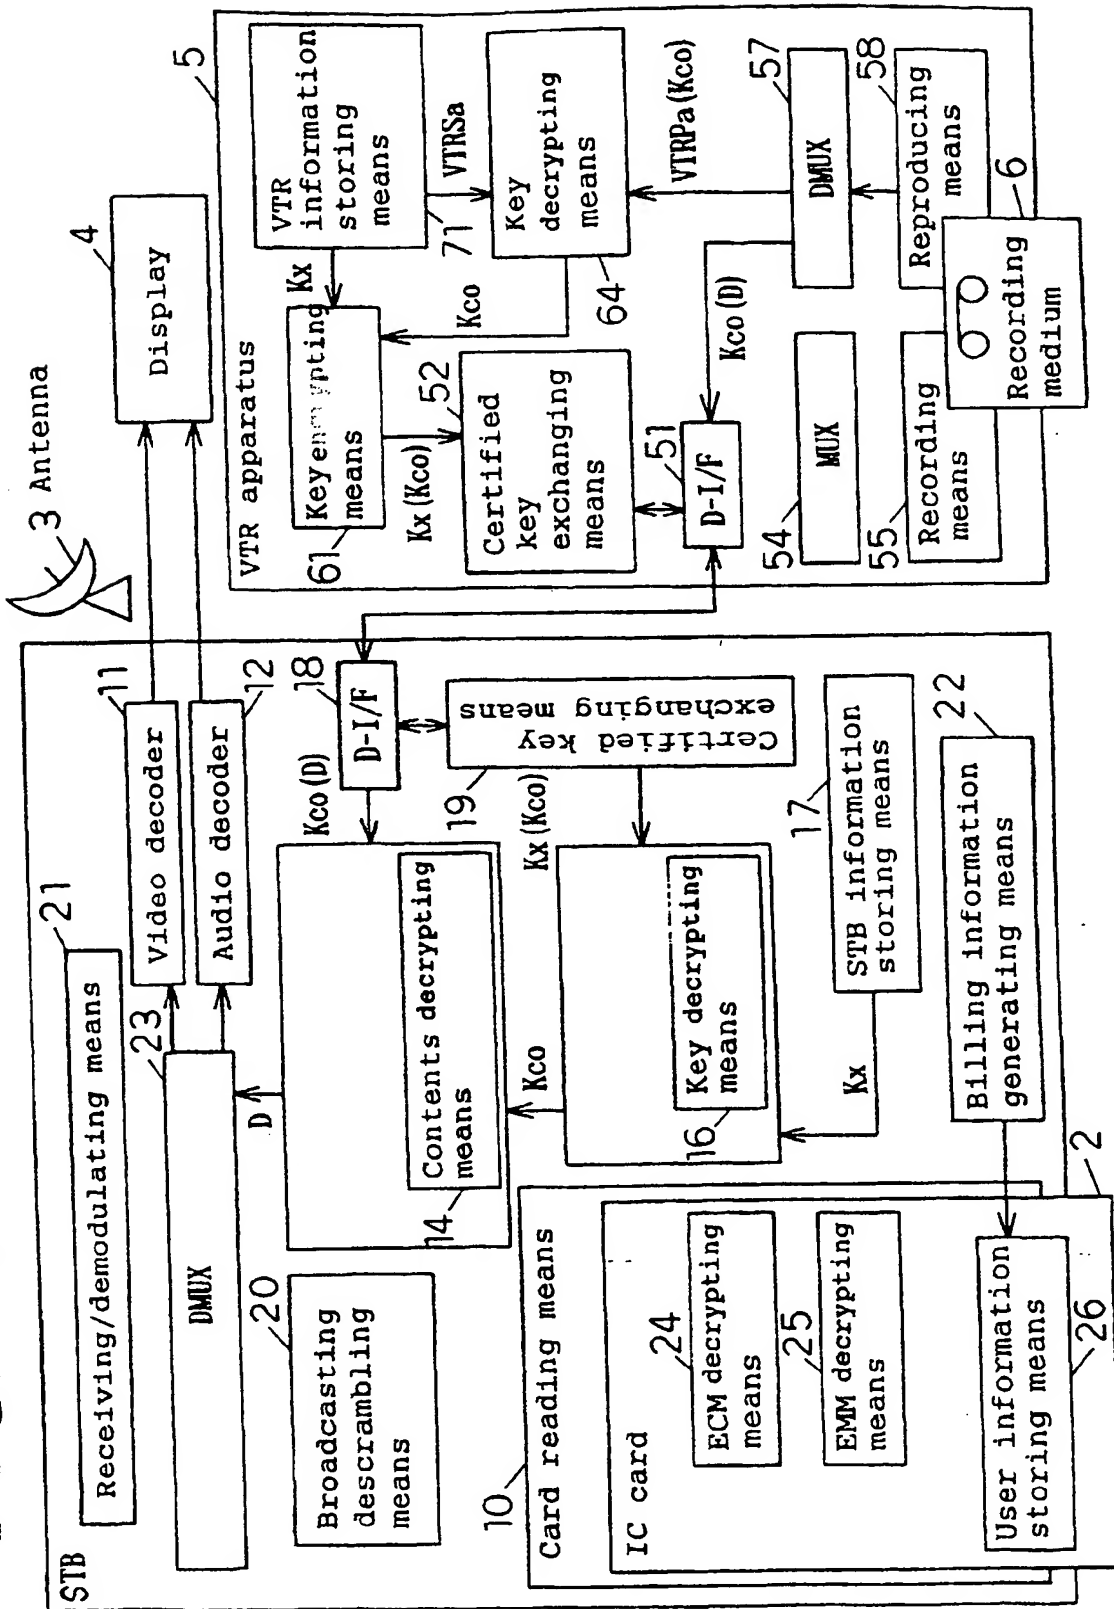 STB
Receiving/demodulating means
21
Video decoder
11
Audio decoder
12
DMUX
23
3 Antenna
Display
4
D
Broadcasting
descrambling
means
20
Contents decrypting
means
14
Kco(D)
D-I/F
18
Certified key
exchanging means
19
Kx(Kco)
Kco
Key decrypting
means
16
Kx
STB information
storing means
17
Billing information
generating means
22
Card reading means
10
IC card
2
ECM decrypting
means
24
EMM decrypting
means
25
User information
storing means
26
VTR apparatus
5
VTR
information
storing
means
71
Kx
VTRSa
Key encrypting
means
61
Kco
Key
decrypting
means
64
Kx(Kco)
Certified
key
exchanging
means
52
VTRPa(Kco)
D-I/F
51
Kco(D)
MUX
54
DMUX
57
Recording
means
55
Reproducing
means
58
Recording
medium
6